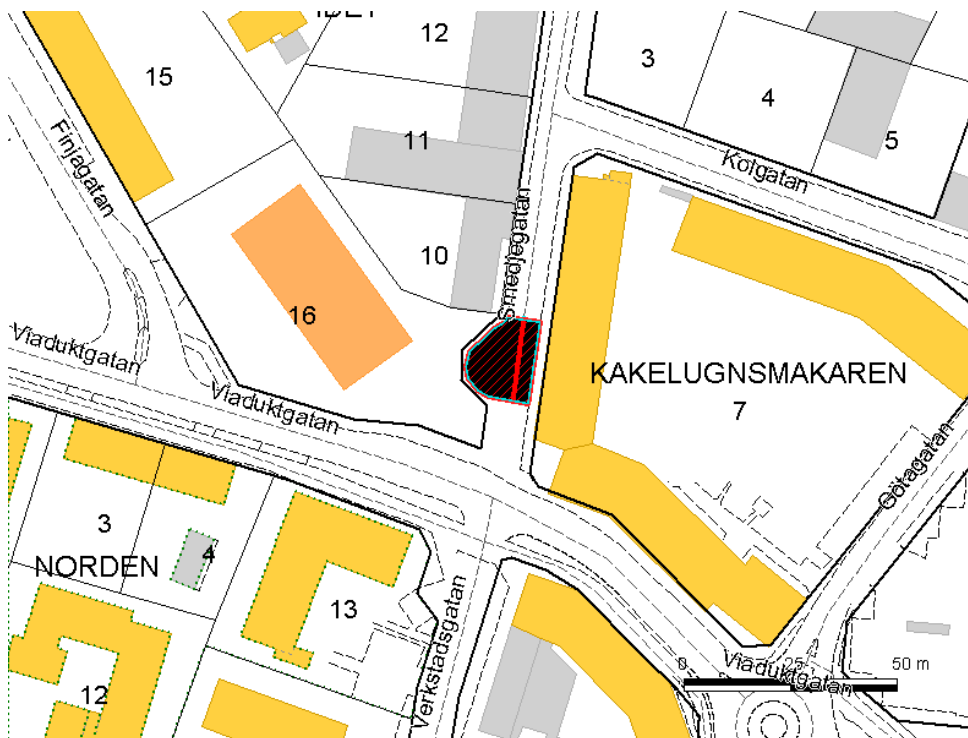 IDET
12
3
15
4
11
5
Finjagatan
Kolgatan
Smedjegatan
10
16
Viaduktgatan
KAKELUGNSMAKAREN
Viaduktgatan
7
Götagatan
3
4
NORDEN
13
Verkstadsgatan
0 25 50 m
Viaduktgatan
12